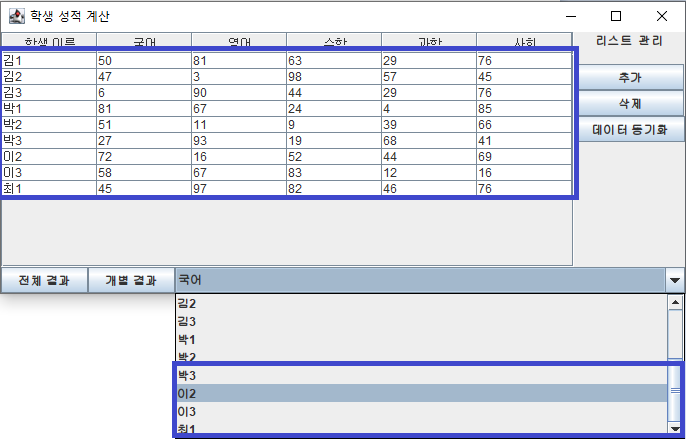 학생 성적 계산
학생 이름 국어 영어 수학 과학 사회
리스트 관리
김1 50 81 63 29 76
김2 47 3 98 57 45
김3 6 90 44 29 76
박1 81 67 24 4 85
박2 51 11 9 39 66
박3 27 93 19 68 41
이2 72 16 52 44 69
이3 58 67 83 12 16
최1 45 97 82 46 76
추가
삭제
데이터 동기화
전체 결과 개별 결과 국어
김2
김3
박1
박2
박3
이2
이3
최1